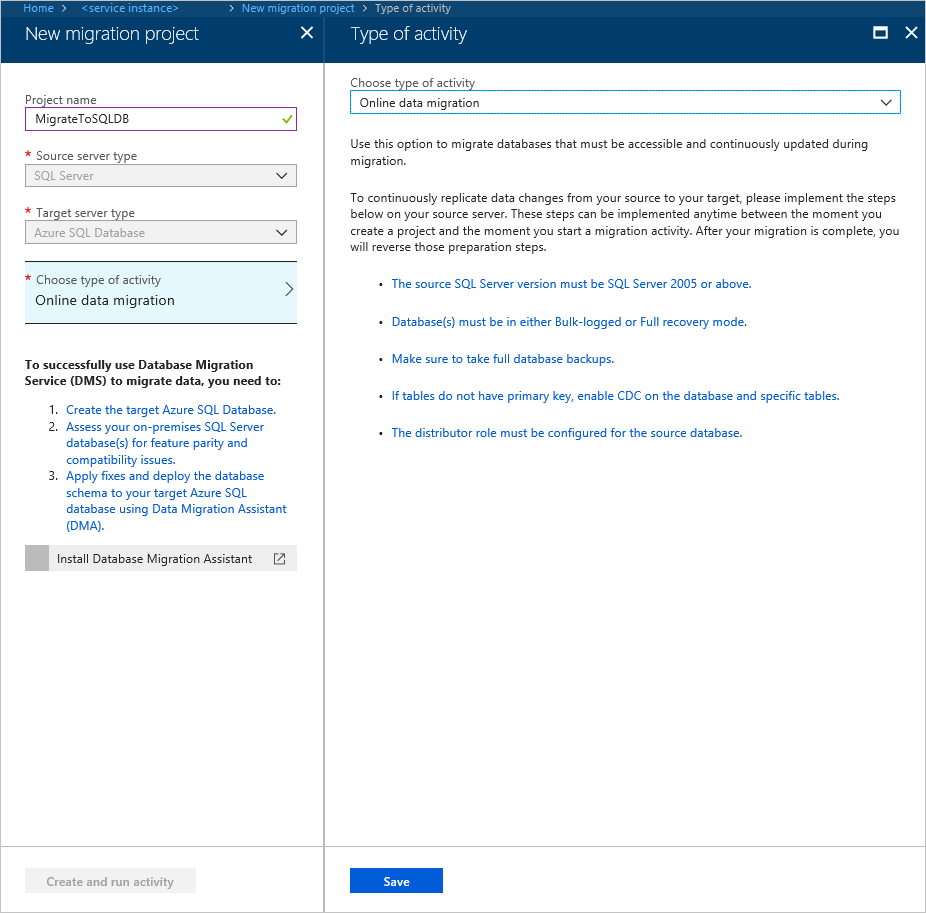 Home > <service instance> > New migration project > Type of activity
New migration project
Project name
MigrateToSQLDB
* Source server type
SQL Server
* Target server type
Azure SQL Database
* Choose type of activity
Online data migration
To successfully use Database Migration
Service (DMS) to migrate data, you need to:
1. Create the target Azure SQL Database.
2. Assess your on-premises SQL Server
database(s) for feature parity and
compatibility issues.
3. Apply fixes and deploy the database
schema to your target Azure SQL
database using Data Migration Assistant
(DMA).
Install Database Migration Assistant
Create and run activity
Type of activity
Choose type of activity
Online data migration
Use this option to migrate databases that must be accessible and continuously updated during
migration.
To continuously replicate data changes from your source to your target, please implement the steps
below on your source server. These steps can be implemented anytime between the moment you
create a project and the moment you start a migration activity. After your migration is complete, you
will reverse those preparation steps.
• The source SQL Server version must be SQL Server 2005 or above.
• Database(s) must be in either Bulk-logged or Full recovery mode.
• Make sure to take full database backups.
• If tables do not have primary key, enable CDC on the database and specific tables.
• The distributor role must be configured for the source database.
Save